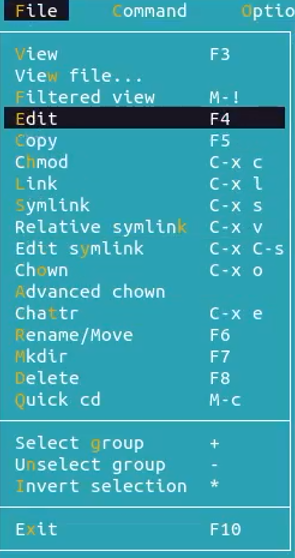 File Command Optio
View F3
View file...
Filtered view M-!
Edit F4
Copy F5
Chmod C-x c
Link C-x l
Symlink C-x s
Relative symlink C-x v
Edit symlink C-x C-s
Chown C-x o
Advanced chown
Chattr C-x e
Rename/Move F6
Mkdir F7
Delete F8
Quick cd M-c
Select group +
Unselect group -
Invert selection *
Exit F10